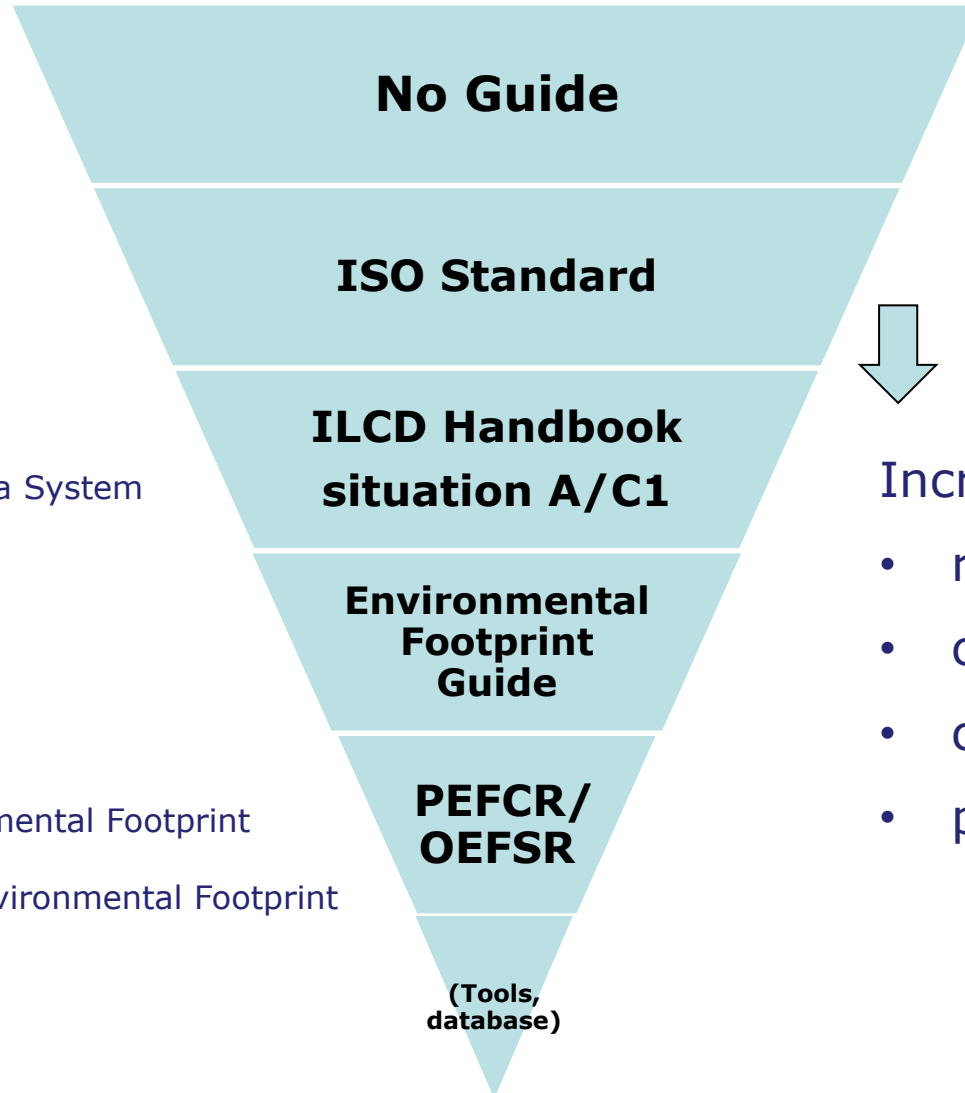 No Guide
ISO Standard
ILCD Handbook
situation A/C1
a System
Environmental
Footprint
Guide
PEFCR/
OEFSR
mental Footprint
vironmental Footprint
(Tools,
database)
Incr
•
•
•
•